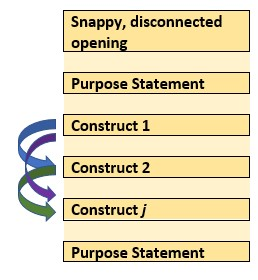 Snappy, disconnected
opening
Purpose Statement
Construct 1
Construct 2
Construct j
Purpose Statement